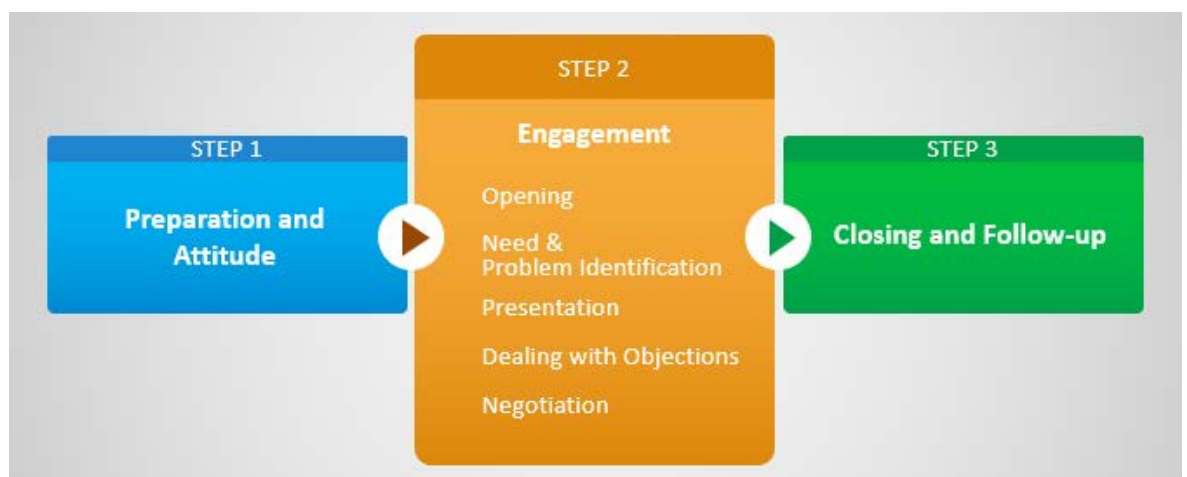 STEP 1
Preparation and
Attitude
STEP 2
Engagement
Opening
Need &
Problem Identification
Presentation
Dealing with Objections
Negotiation
STEP 3
Closing and Follow-up